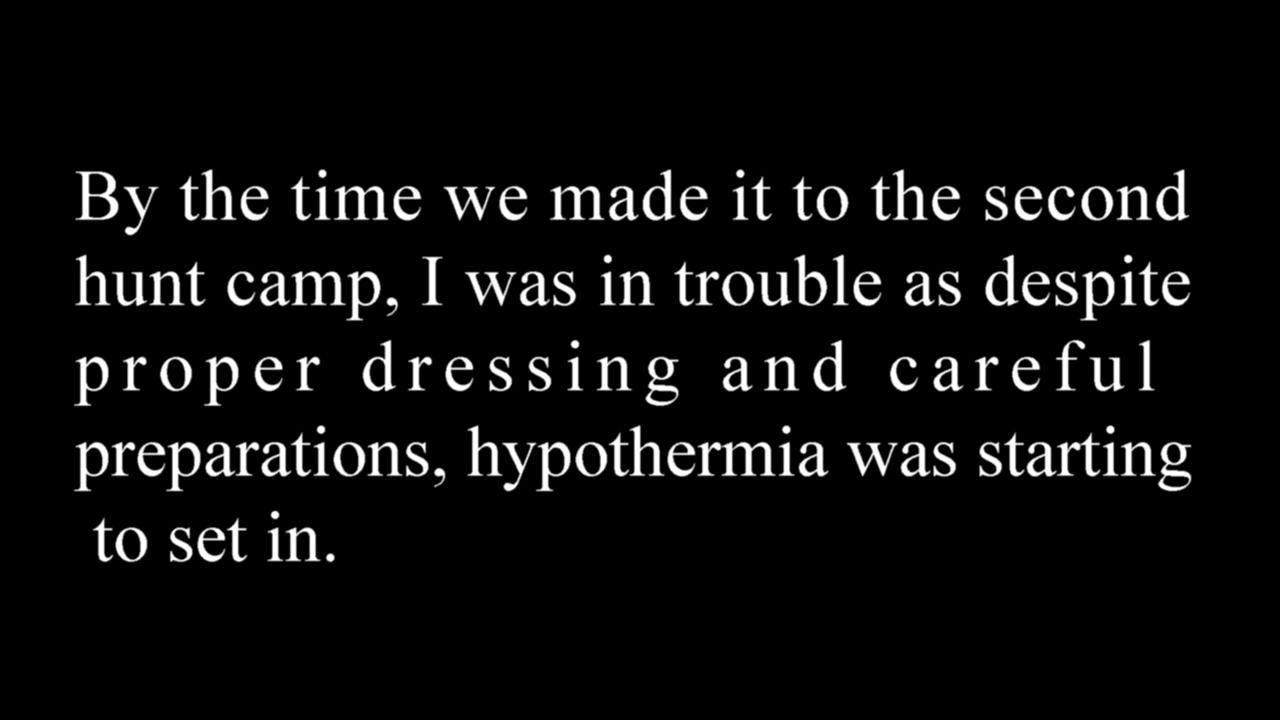 By the time we made it to the second
hunt camp, I was in trouble as despite
proper dressing and careful
preparations, hypothermia was starting
to set in.